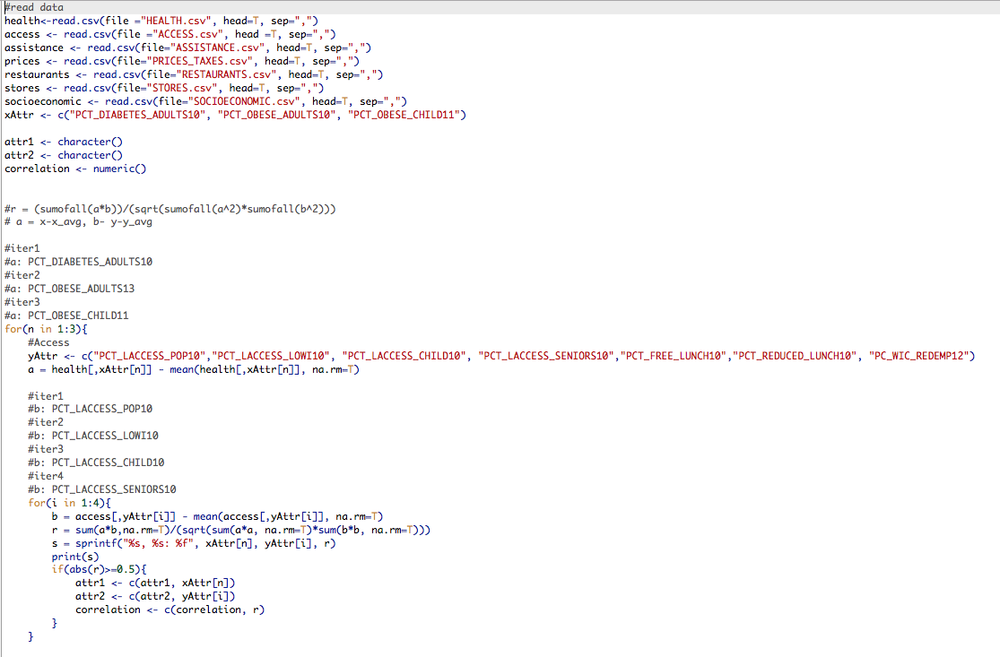 #read data
health<-read.csv(file ="HEALTH.csv", head=T, sep=",")
access <- read.csv(file ="ACCESS.csv", head =T, sep=",")
assistance <- read.csv(file="ASSISTANCE.csv", head=T, sep=",")
prices <- read.csv(file="PRICES_TAXES.csv", head=T, sep=",")
restaurants <- read.csv(file="RESTAURANTS.csv", head=T, sep=",")
stores <- read.csv(file="STORES.csv", head=T, sep=",")
socioeconomic <- read.csv(file="SOCIOECONOMIC.csv", head=T, sep=",")
xAttr <- c("PCT_DIABETES_ADULTS10", "PCT_OBESE_ADULTS10", "PCT_OBESE_CHILD11")

attr1 <- character()
attr2 <- character()
correlation <- numeric()

#r = (sumofall(a*b))/(sqrt(sumofall(a^2)*sumofall(b^2)))
# a = x-x_avg, b- y-y_avg

#iter1
#a: PCT_DIABETES_ADULTS10
#iter2
#a: PCT_OBESE_ADULTS13
#iter3
#a: PCT_OBESE_CHILD11
for(n in 1:3){
    #Access
    yAttr <- c("PCT_LACCESS_POP10","PCT_LACCESS_LOWI10", "PCT_LACCESS_CHILD10", "PCT_LACCESS_SENIORS10","PCT_FREE_LUNCH10","PCT_REDUCED_LUNCH10", "PC_WIC_REDEMP12")
    a = health[,xAttr[n]] - mean(health[,xAttr[n]], na.rm=T)

    #iter1
    #b: PCT_LACCESS_POP10
    #iter2
    #b: PCT_LACCESS_LOWI10
    #iter3
    #b: PCT_LACCESS_CHILD10
    #iter4
    #b: PCT_LACCESS_SENIORS10
    for(i in 1:4){
        b = access[,yAttr[i]] - mean(access[,yAttr[i]], na.rm=T)
        r = sum(a*b,na.rm=T)/(sqrt(sum(a*a, na.rm=T)*sum(b*b, na.rm=T)))
        s = sprintf("%s, %s: %f", xAttr[n], yAttr[i], r)
        print(s)
        if(abs(r)>=0.5){
            attr1 <- c(attr1, xAttr[n])
            attr2 <- c(attr2, yAttr[i])
            correlation <- c(correlation, r)
        }
    }